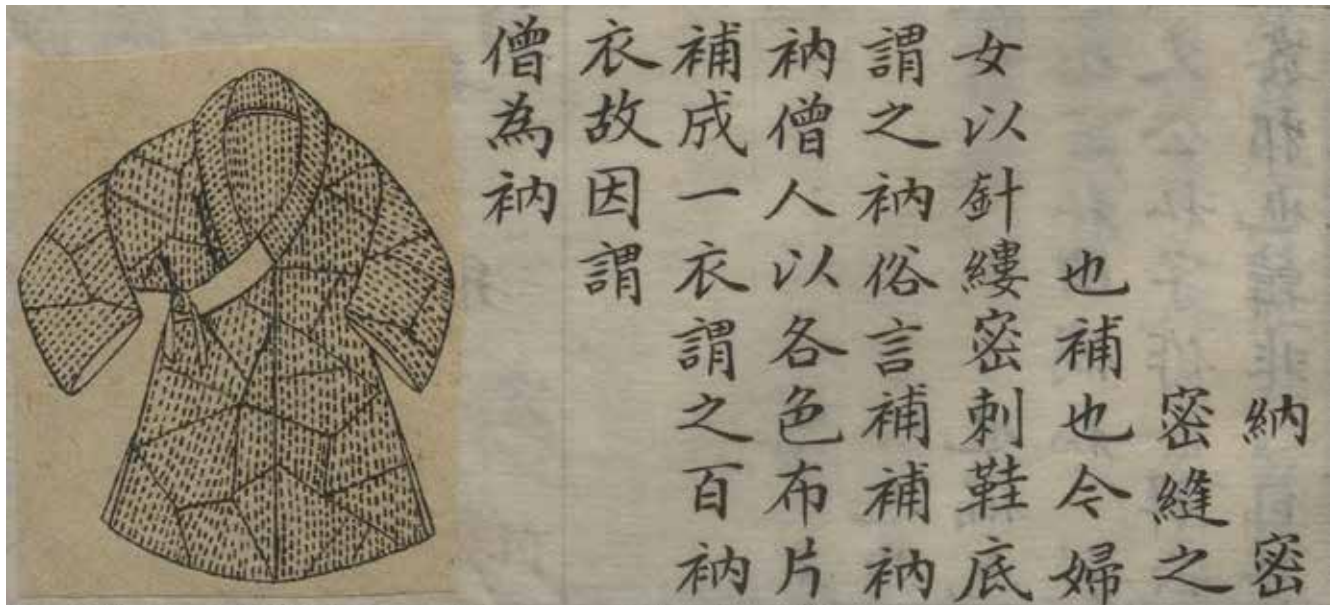 納密
密縫之
也補也今婦
女以針縷密刺鞋底
謂之衲俗言補補衲
衲僧人以各色布片
補成一衣謂之百衲
衣故因謂
僧為衲